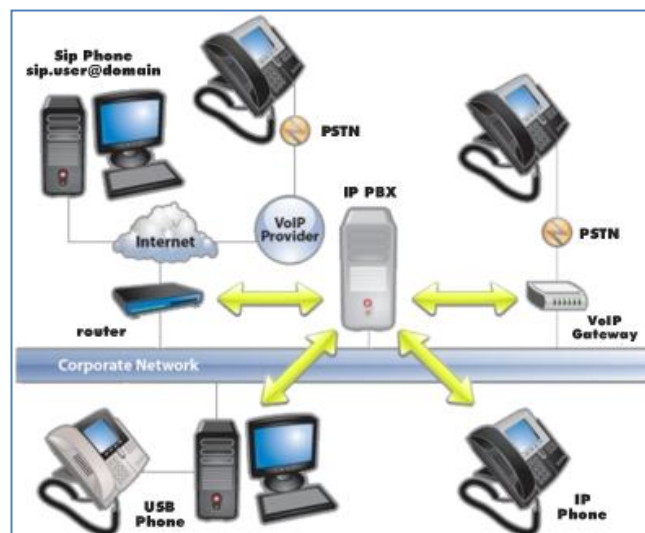 Sip Phone
sip.user@domain
PSTN
IP PBX
VoIP
Provider
Internet
PSTN
router
VoIP
Gateway
Corporate Network
USB
Phone
IP
Phone